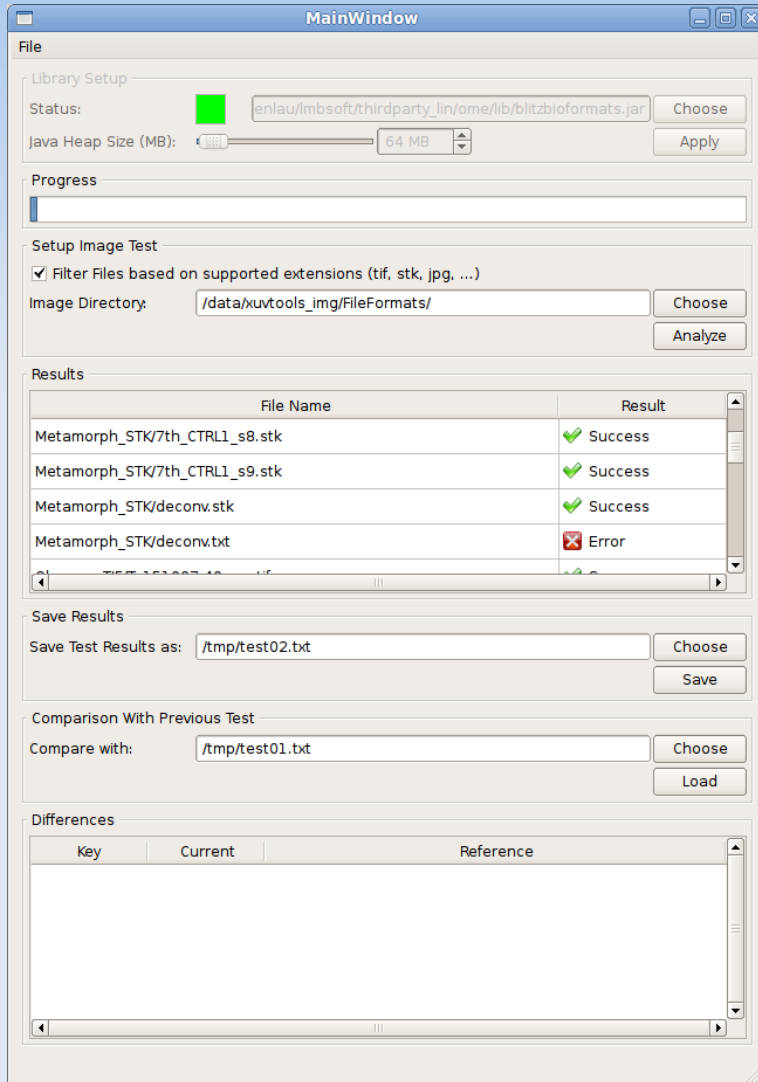 MainWindow
File
Library Setup
Status: enlau/lmbsoft/thirdparty_lin/ome/lib/blitzbioformats.jar Choose
Java Heap Size (MB): 64 MB Apply
Progress
Setup Image Test
Filter Files based on supported extensions (tif, stk, jpg, ...)
Image Directory: /data/xuvtools_img/FileFormats/ Choose
Analyze
Results
File Name Result
Metamorph_STK/7th_CTRL1_s8.stk Success
Metamorph_STK/7th_CTRL1_s9.stk Success
Metamorph_STK/deconv.stk Success
Metamorph_STK/deconv.txt Error
Save Results
Save Test Results as: /tmp/test02.txt Choose
Save
Comparison With Previous Test
Compare with: /tmp/test01.txt Choose
Load
Differences
Key Current Reference